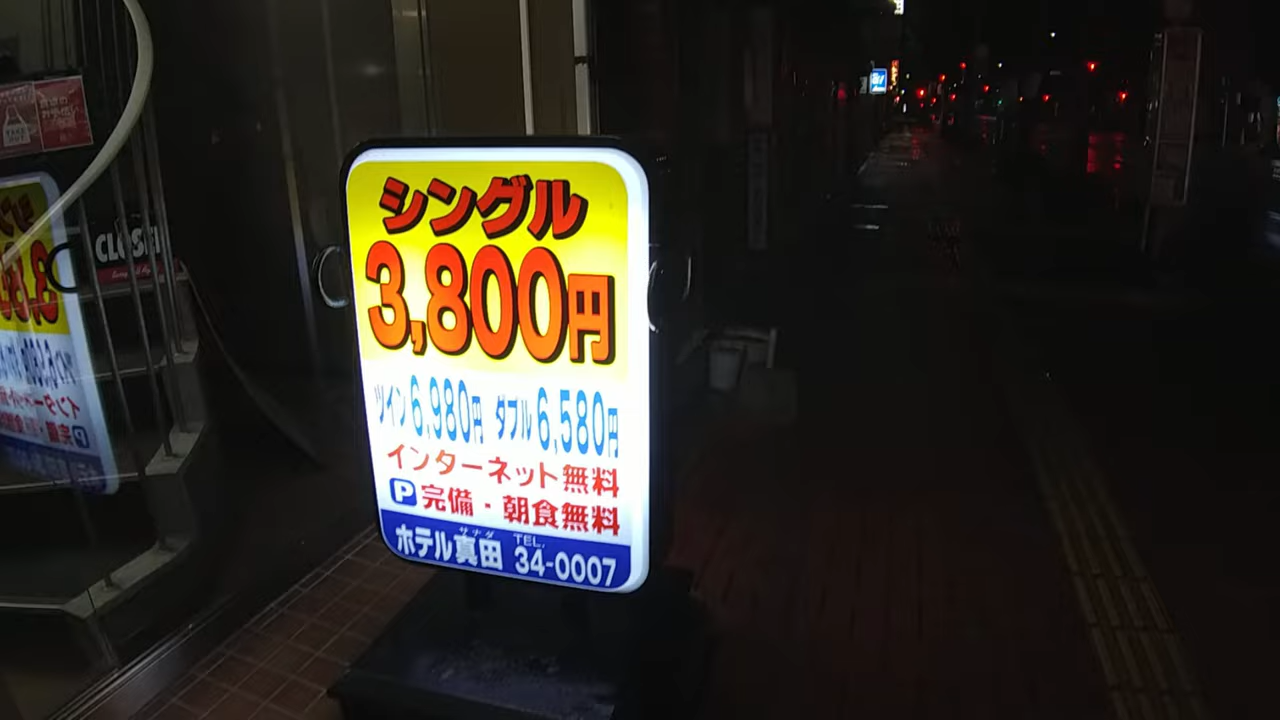 シングル
3,800円
ツイン6,980円 ダブル6,580円
インターネット無料
P完備・朝食無料
サナダ
ホテル真田 TEL. 34-0007
CLOSED